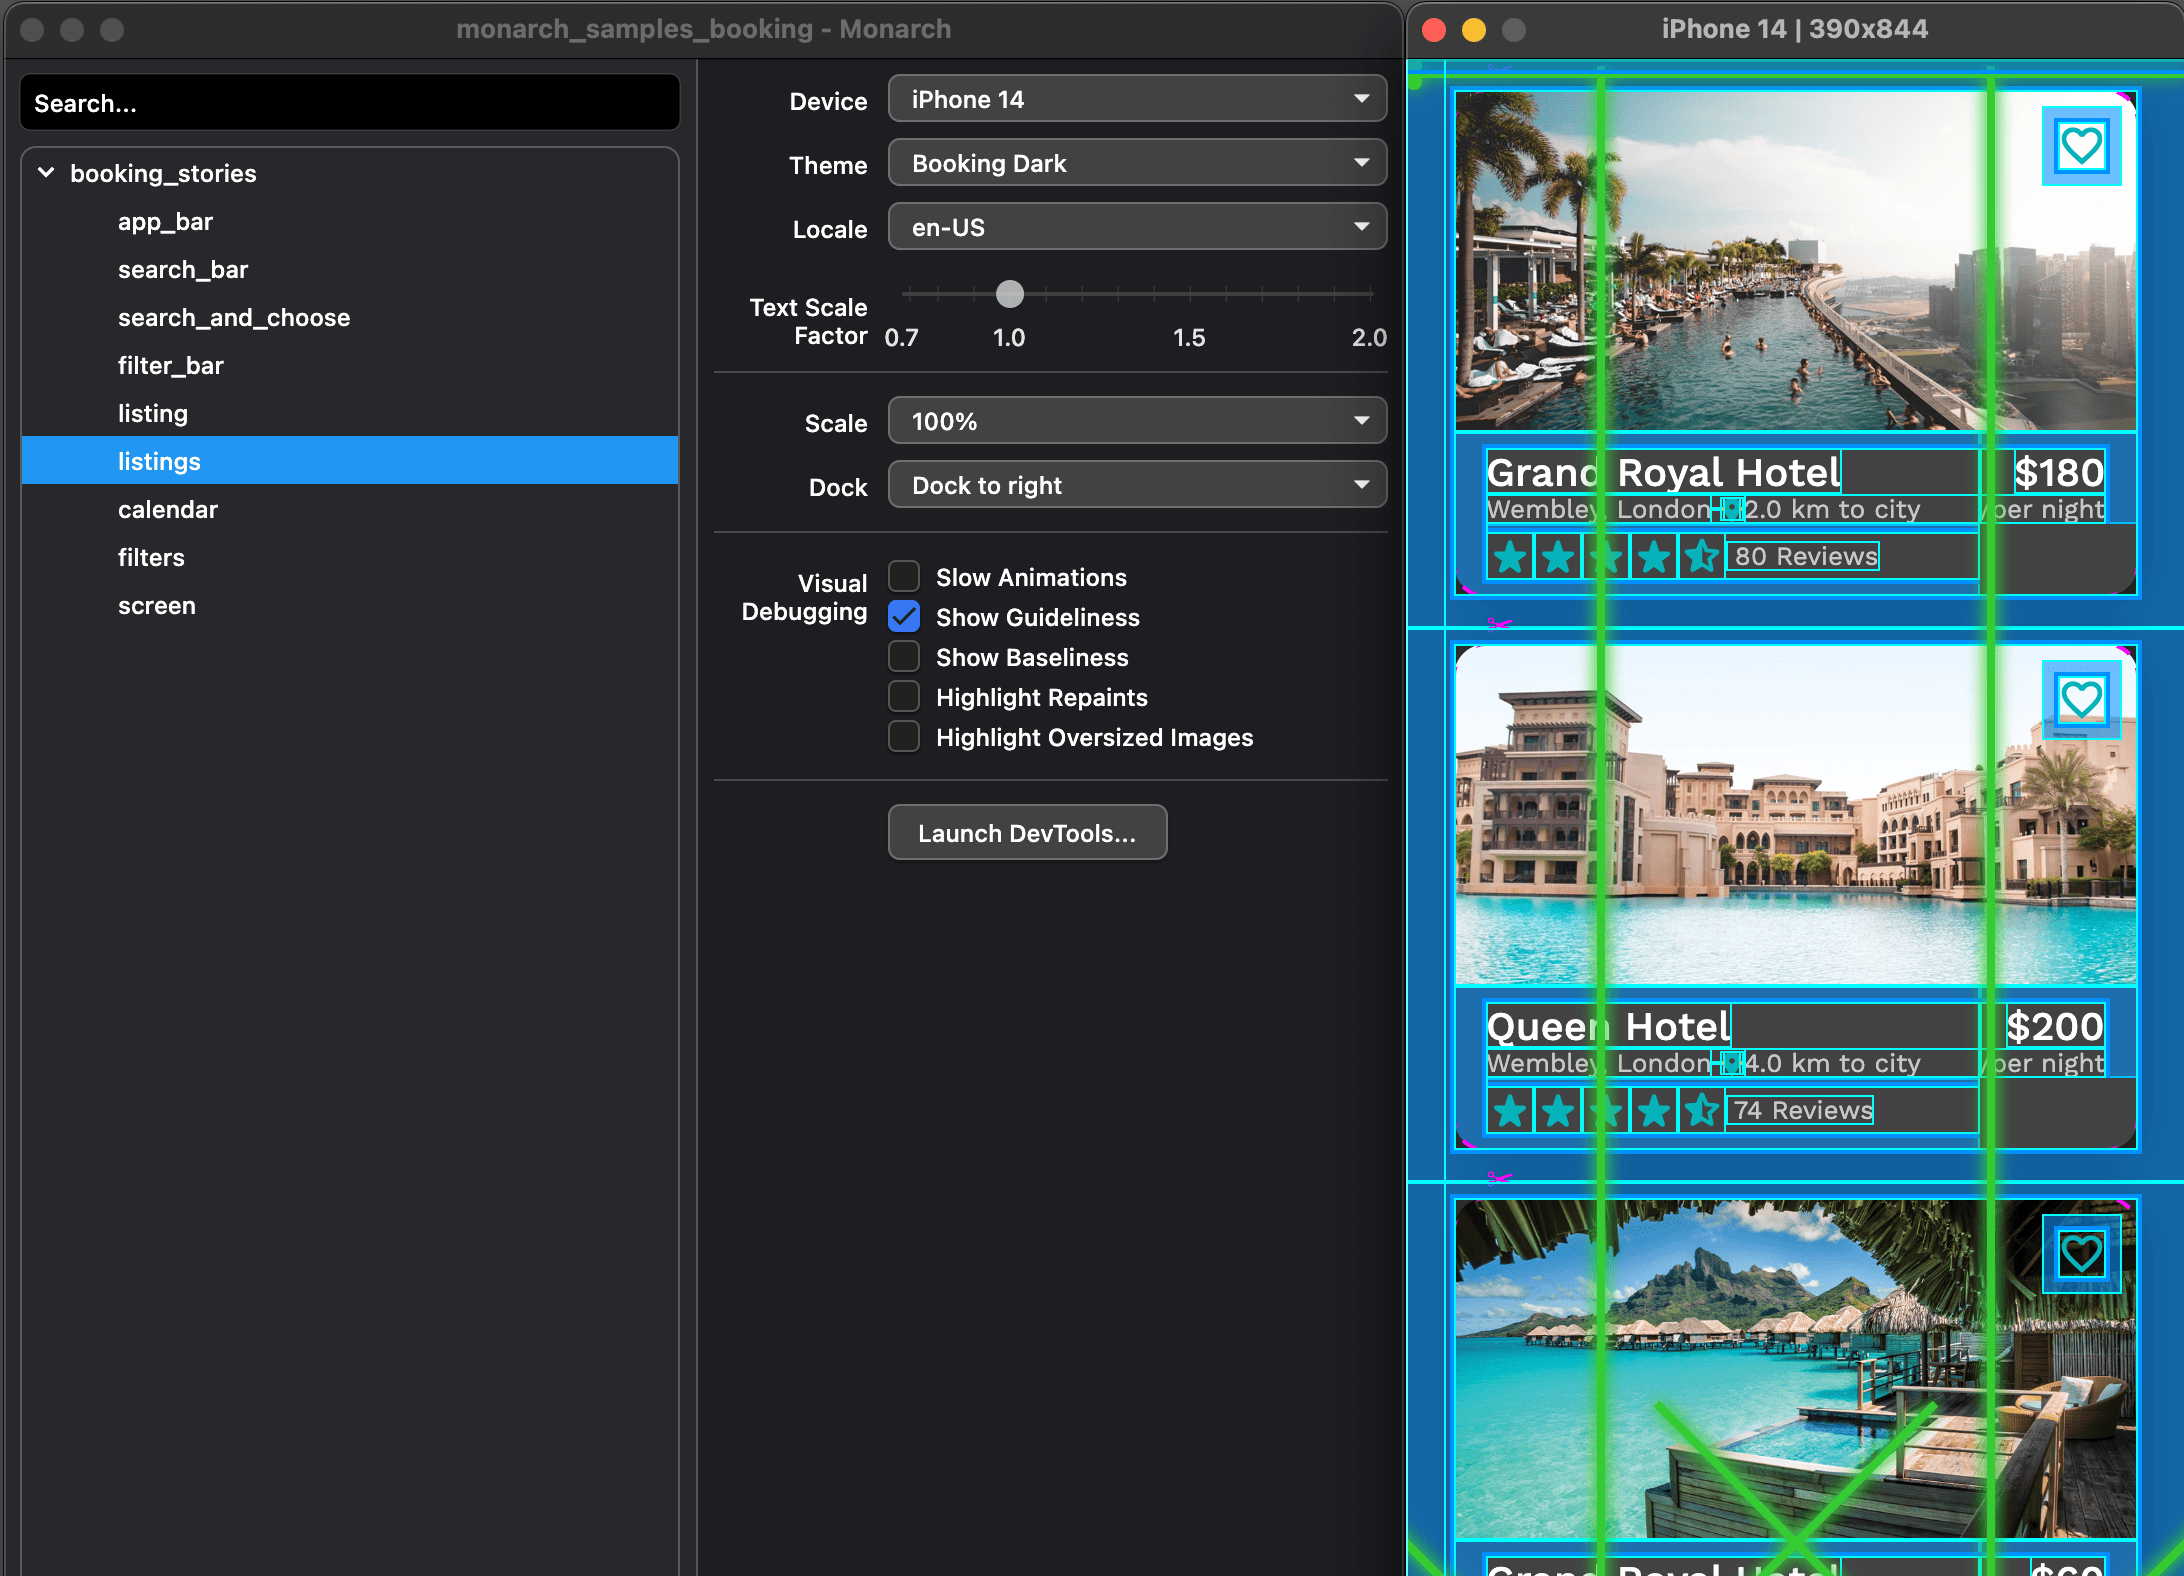 monarch_samples_booking - Monarch
Search...
booking_stories
app_bar
search_bar
search_and_choose
filter_bar
listing
listings
calendar
filters
screen
Device
iPhone 14
Theme
Booking Dark
Locale
en-US
Text Scale
Factor
0.7 1.0 1.5 2.0
Scale
100%
Dock
Dock to right
Visual
Debugging
Slow Animations
Show Guideliness
Show Baseliness
Highlight Repaints
Highlight Oversized Images
Launch DevTools...
iPhone 14 | 390x844
Grand Royal Hotel $180
Wembley, London 2.0 km to city /per night
80 Reviews
Queen Hotel $200
Wembley, London 4.0 km to city /per night
74 Reviews
Grand Royal Hotel $60